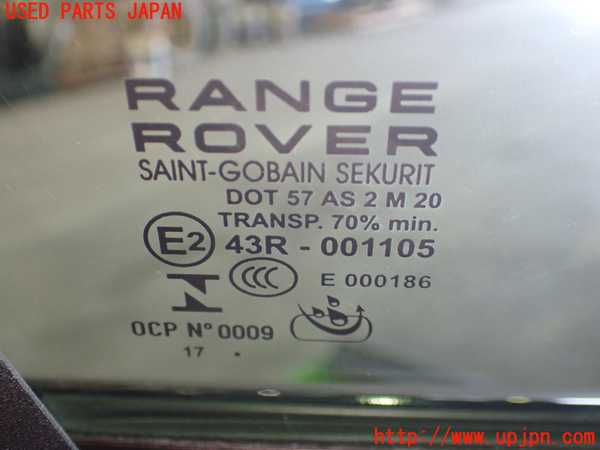 USED PARTS JAPAN
RANGE
ROVER
SAINT-GOBAIN SEKURIT
DOT 57 AS 2 M 20
TRANSP. 70% min.
E2 43R - 001105
CCC E 000186
OCP N° 0009
17 .
http://www.upjpn.com/